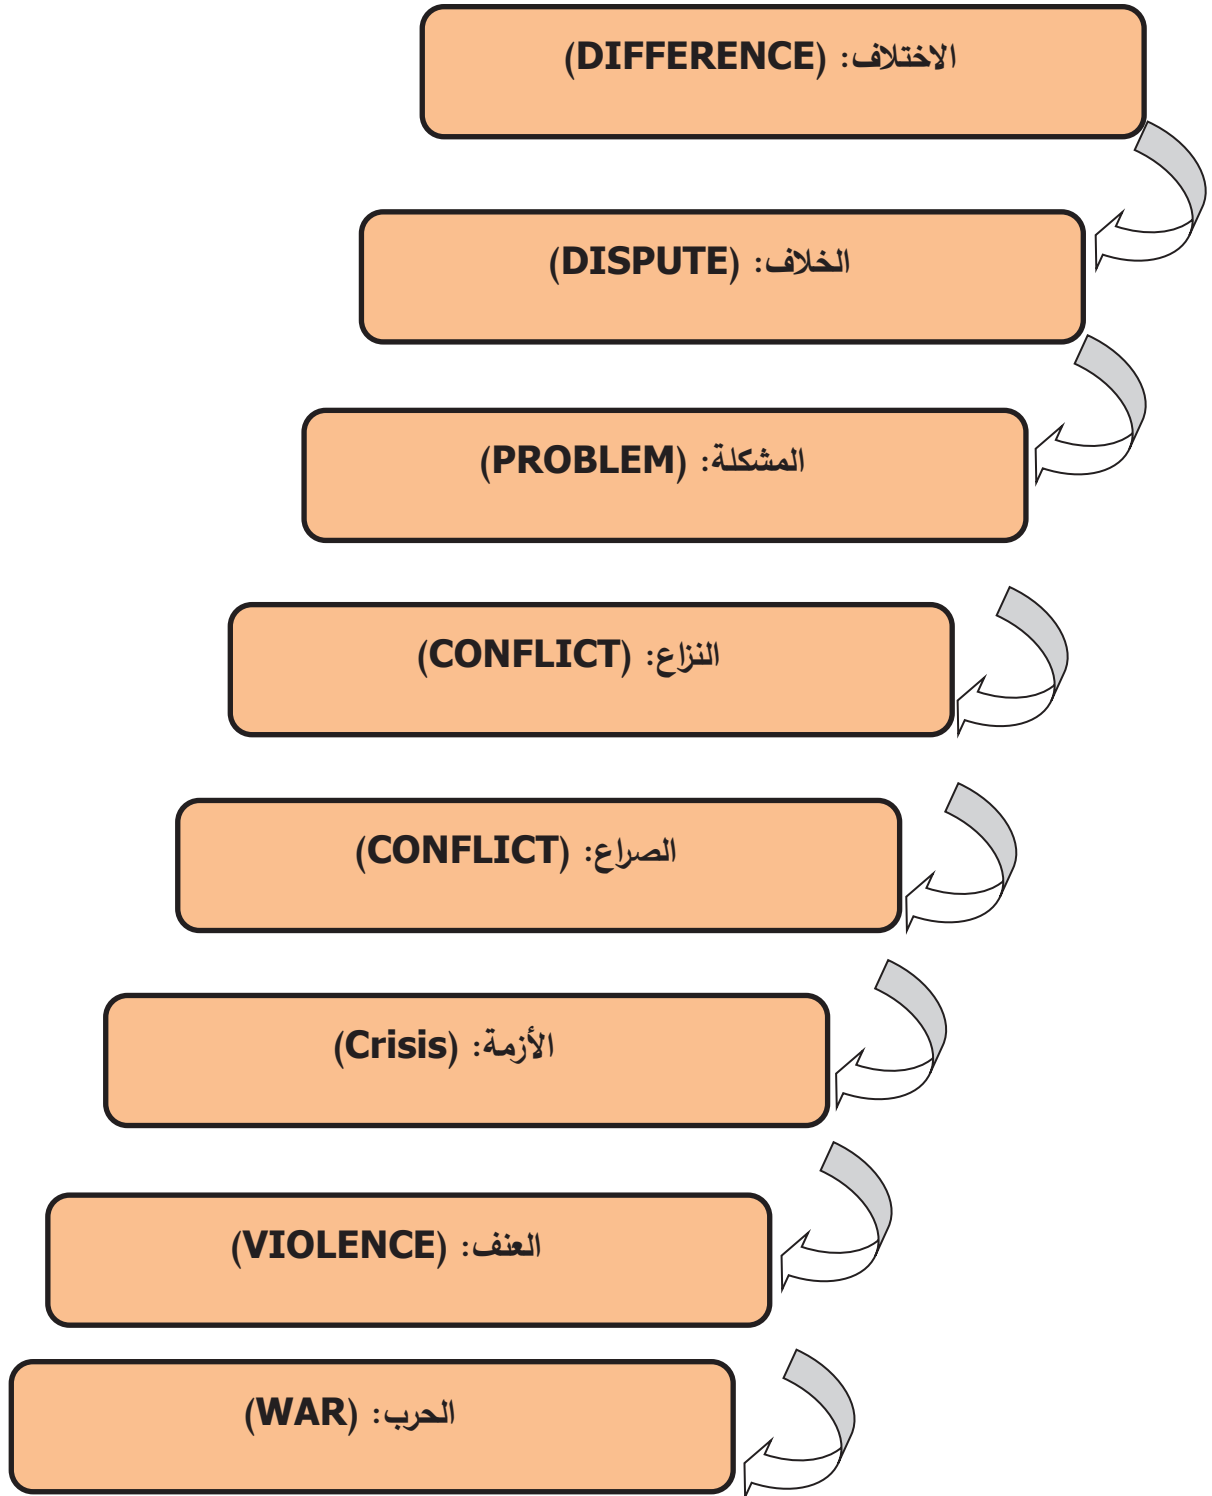 الاختلاف: (DIFFERENCE)
الخلاف: (DISPUTE)
المشكلة: (PROBLEM)
النزاع: (CONFLICT)
الصراع: (CONFLICT)
الأزمة: (Crisis)
العنف: (VIOLENCE)
الحرب: (WAR)